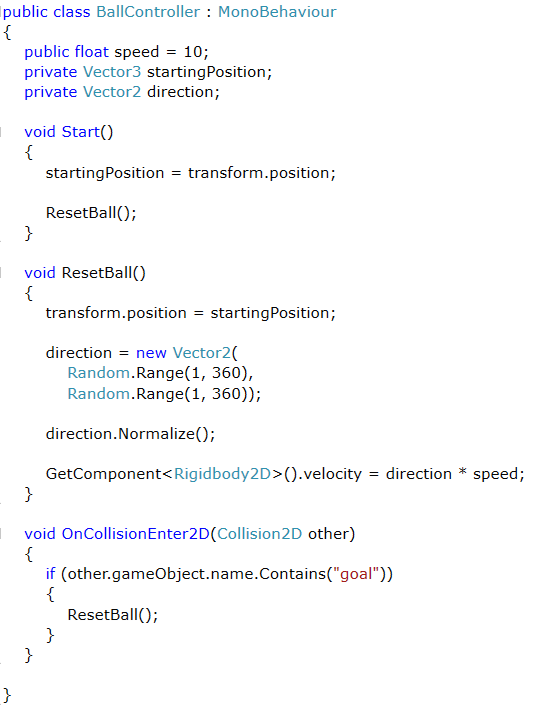 public class BallController : MonoBehaviour
{
    public float speed = 10;
    private Vector3 startingPosition;
    private Vector2 direction;

    void Start()
    {
        startingPosition = transform.position;

        ResetBall();
    }

    void ResetBall()
    {
        transform.position = startingPosition;

        direction = new Vector2(
            Random.Range(1, 360),
            Random.Range(1, 360));

        direction.Normalize();

        GetComponent<Rigidbody2D>().velocity = direction * speed;
    }

    void OnCollisionEnter2D(Collision2D other)
    {
        if (other.gameObject.name.Contains("goal"))
        {
            ResetBall();
        }
    }

}